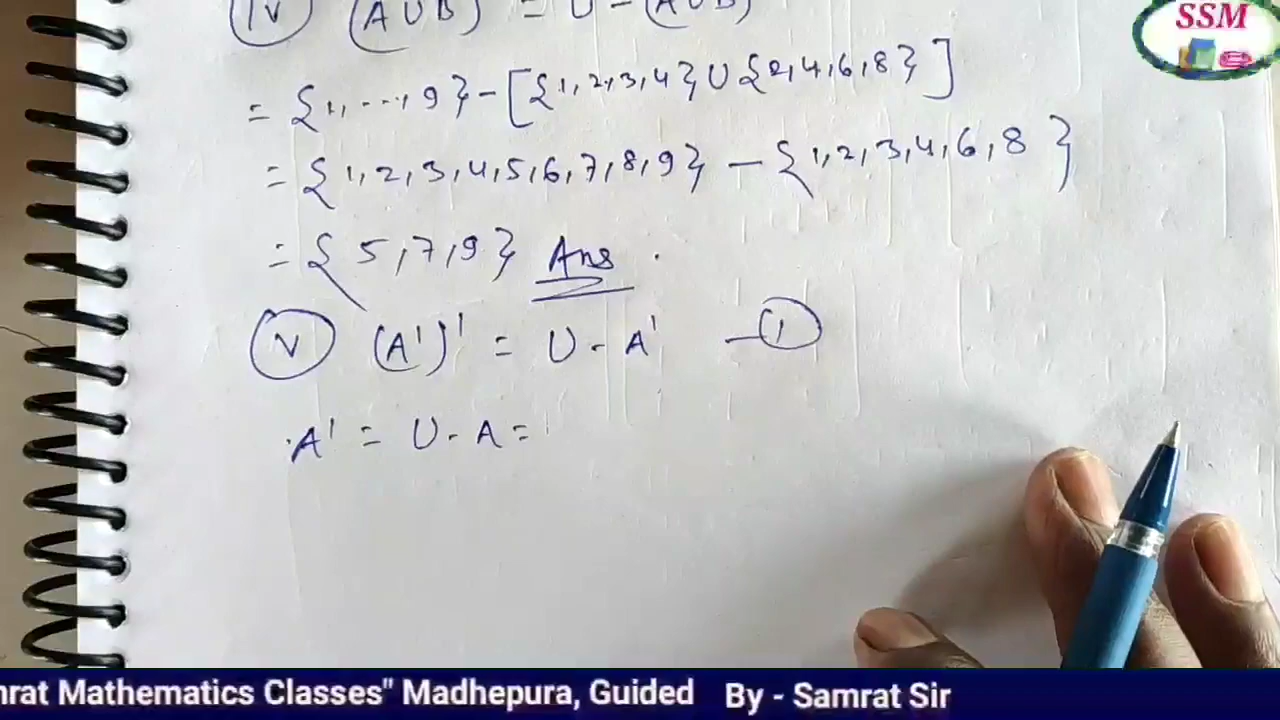 SSM
(IV) (A∪B)' = U - (A∪B)
= {1, ..., 9} - [{1, 2, 3, 4} ∪ {2, 4, 6, 8}]
= {1, 2, 3, 4, 5, 6, 7, 8, 9} - {1, 2, 3, 4, 6, 8}
= {5, 7, 9} Ans.
(V) (A')' = U - A' - (1)
A' = U - A =
mrat Mathematics Classes" Madhepura, Guided By - Samrat Sir